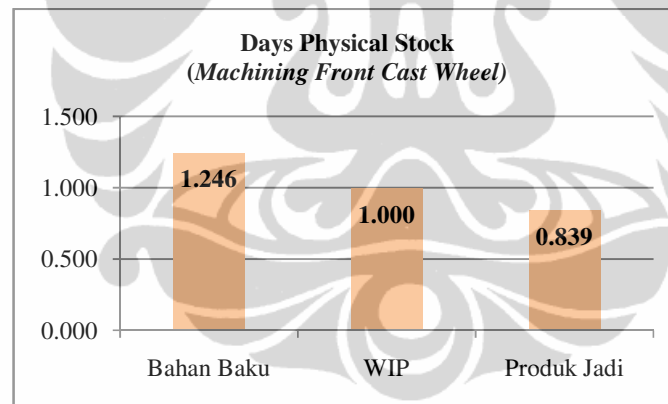 Days Physical Stock
(Machining Front Cast Wheel)
1.500
1.000
0.500
0.000
1.246
1.000
0.839
Bahan Baku
WIP
Produk Jadi